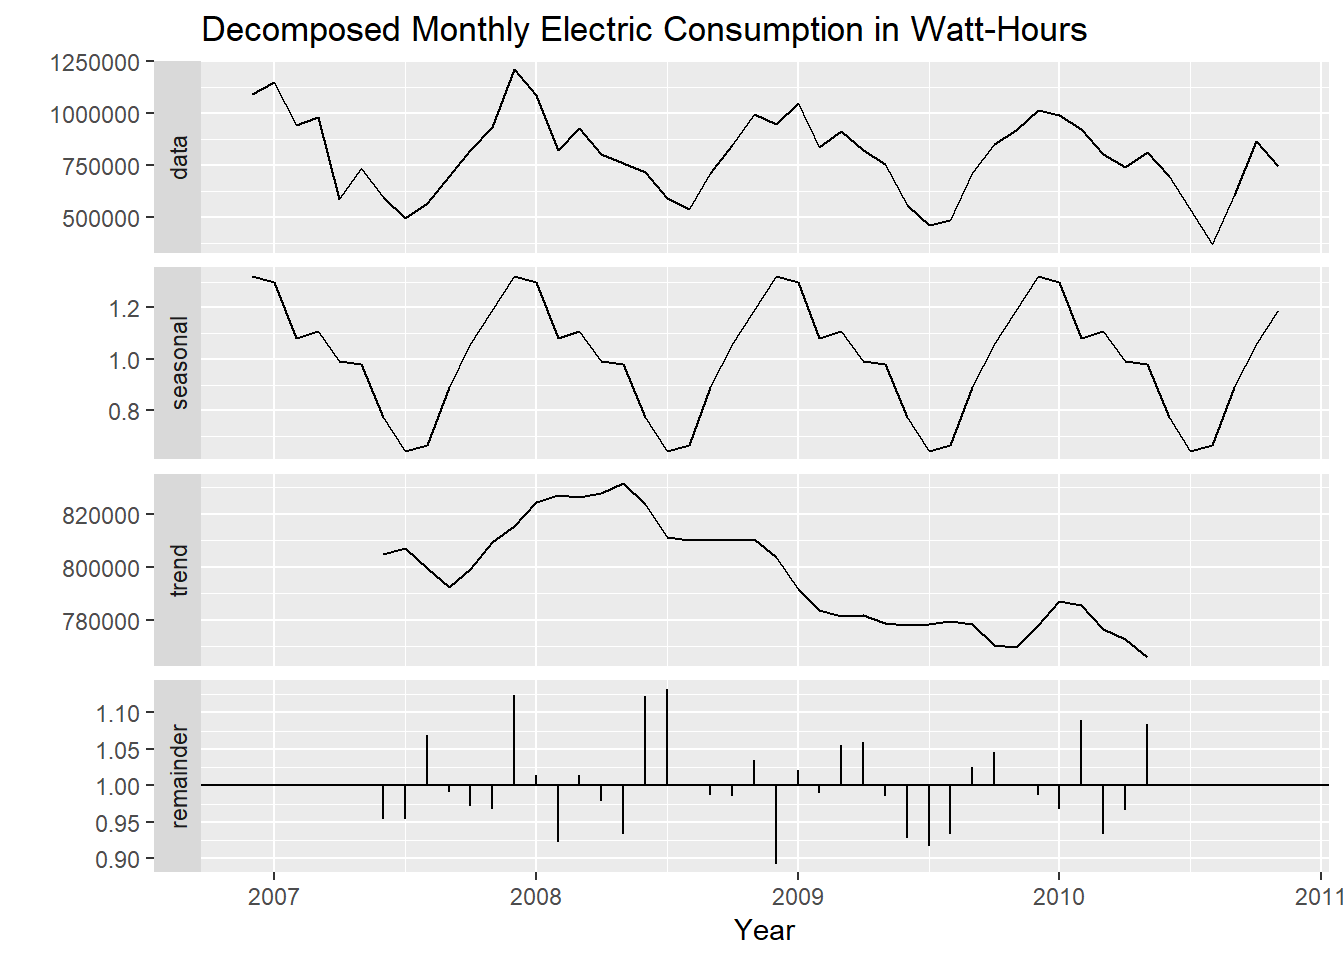 Decomposed Monthly Electric Consumption in Watt-Hours
1250000
1000000
750000
500000
data
1.2
1.0
0.8
seasonal
820000
800000
780000
trend
1.10
1.05
1.00
0.95
0.90
remainder
2007 2008 2009 2010 2011
Year